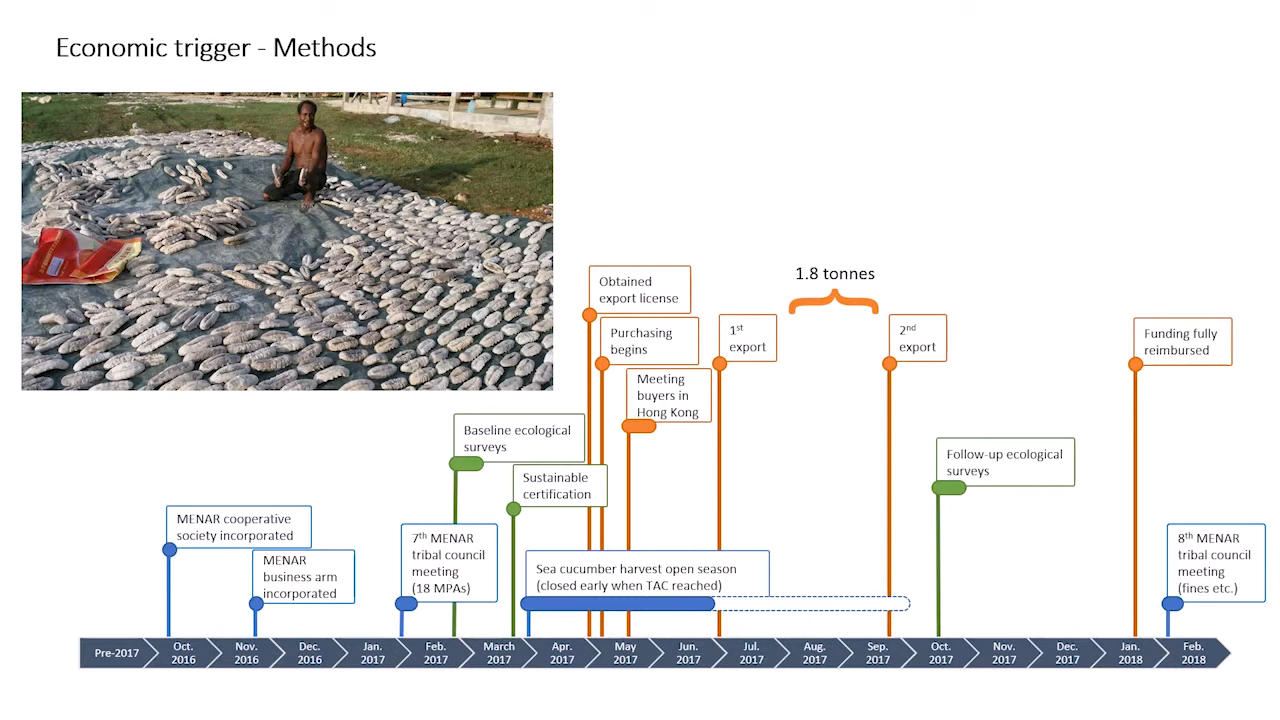 Economic trigger - Methods
1.8 tonnes
Obtained
export license
Purchasing
begins
1st
export
2nd
export
Funding fully
reimbursed
Meeting
buyers in
Hong Kong
Baseline ecological
surveys
Follow-up ecological
surveys
Sustainable
certification
MENAR cooperative
society incorporated
MENAR
business arm
incorporated
7th MENAR
tribal council
meeting
(18 MPAs)
Sea cucumber harvest open season
(closed early when TAC reached)
8th MENAR
tribal council
meeting
(fines etc.)
Pre-2017
Oct.
2016
Nov.
2016
Dec.
2016
Jan.
2017
Feb.
2017
March
2017
Apr.
2017
May
2017
Jun.
2017
Jul.
2017
Aug.
2017
Sep.
2017
Oct.
2017
Nov.
2017
Dec.
2017
Jan.
2018
Feb.
2018